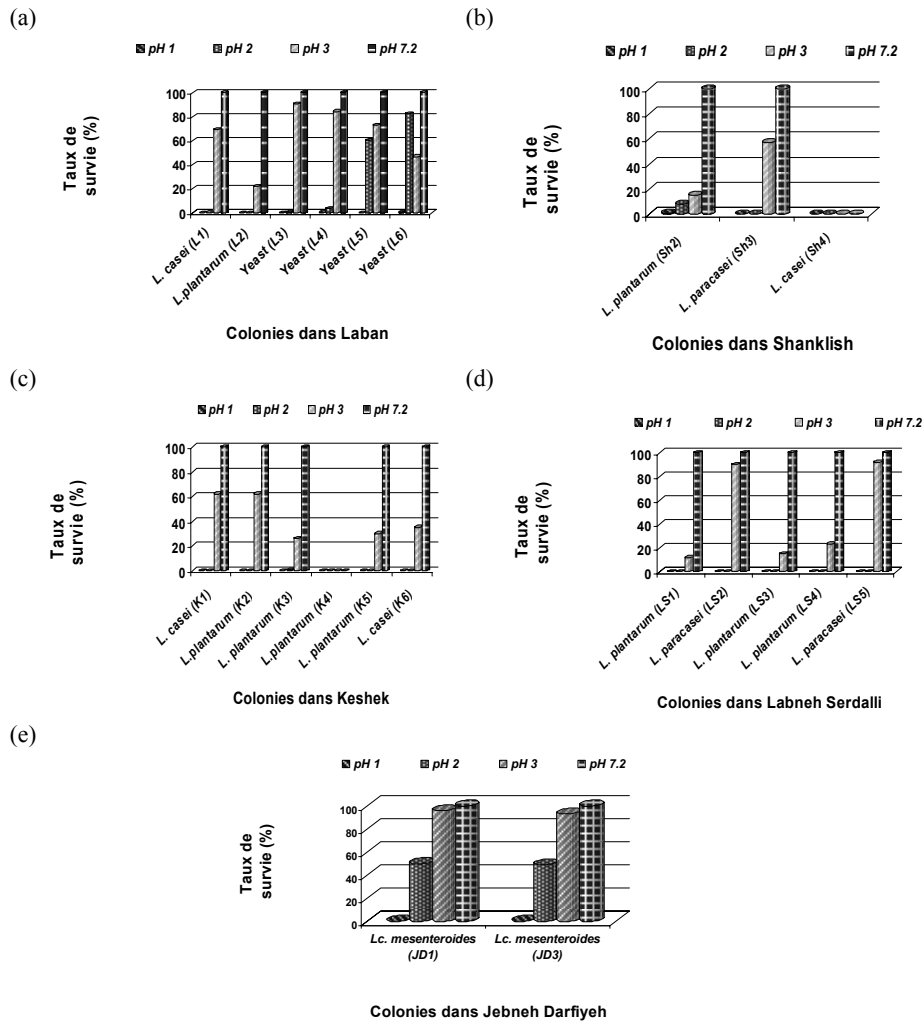 (a)
pH 1 pH 2 pH 3 pH 7.2
100
80
60
40
20
0
Taux de
survie (%)
L. casei (L1)
L.plantarum (L2)
Yeast (L3)
Yeast (L4)
Yeast (L5)
Yeast (L6)
Colonies dans Laban
(b)
pH 1 pH 2 pH 3 pH 7.2
100
80
60
40
20
0
Taux de
survie (%)
L. plantarum (Sh2)
L. paracasei (Sh3)
L. casei (Sh4)
Colonies dans Shanklish
(c)
pH 1 pH 2 pH 3 pH 7.2
100
80
60
40
20
0
Taux de
survie (%)
L. casei (K1)
L.plantarum (K2)
L. plantarum (K3)
L.plantarum (K4)
L. plantarum (K5)
L. casei (K6)
Colonies dans Keshek
(d)
pH 1 pH 2 pH 3 pH 7.2
100
80
60
40
20
0
Taux de
survie (%)
L. plantarum (LS1)
L. paracasei (LS2)
L. plantarum (LS3)
L. plantarum (LS4)
L. paracasei (LS5)
Colonies dans Labneh Serdalli
(e)
pH 1 pH 2 pH 3 pH 7.2
100
80
60
40
20
0
Taux de
survie (%)
Lc. mesenteroides
(JD1)
Lc. mesenteroides
(JD3)
Colonies dans Jebneh Darfiyeh